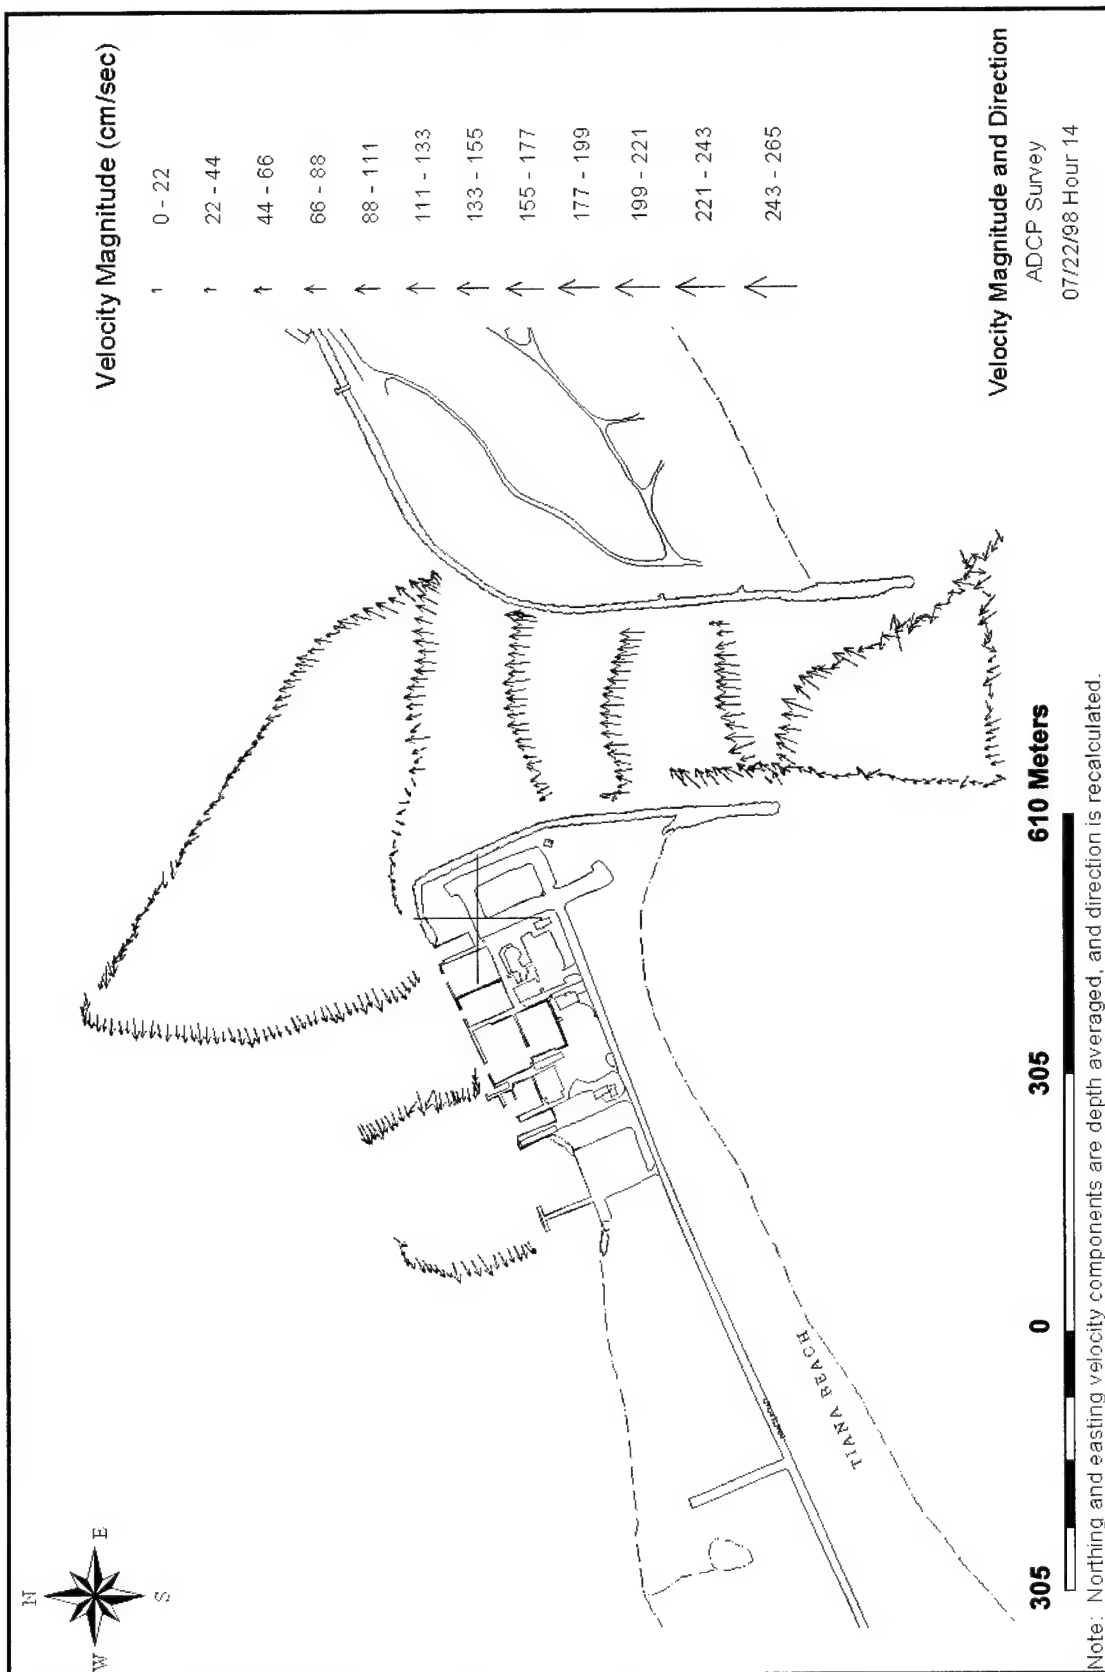 N
W
E
S
TIANA BEACH
Velocity Magnitude (cm/sec)
0 - 22
22 - 44
44 - 66
66 - 88
88 - 111
111 - 133
133 - 155
155 - 177
177 - 199
199 - 221
221 - 243
243 - 265
Velocity Magnitude and Direction
ADCP Survey
07/22/98 Hour 14
305
0
305
610 Meters
Note: Northing and easting velocity components are depth averaged, and direction is recalculated.